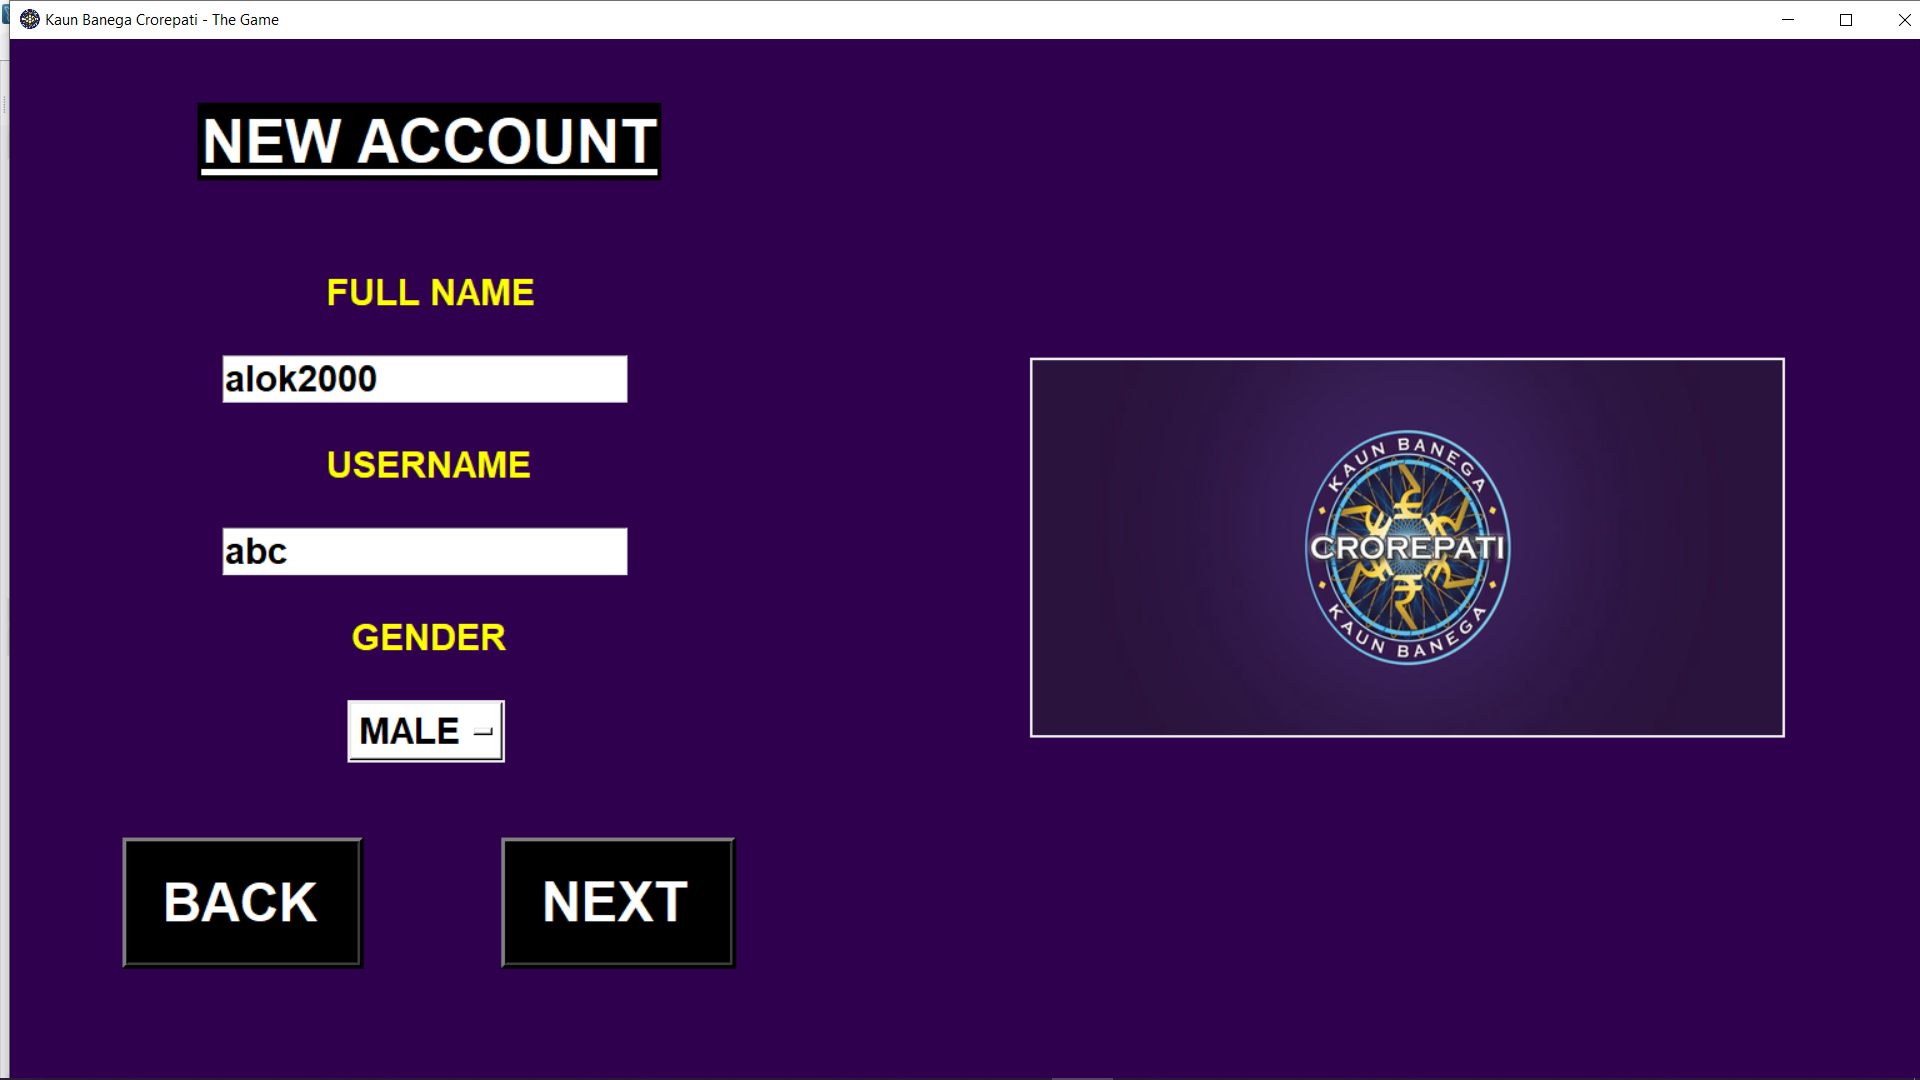 Kaun Banega Crorepati - The Game
NEW ACCOUNT
FULL NAME
alok2000
USERNAME
abc
GENDER
MALE
BACK
NEXT
KAUN BANEGA
CROREPATI
KAUN BANEGA